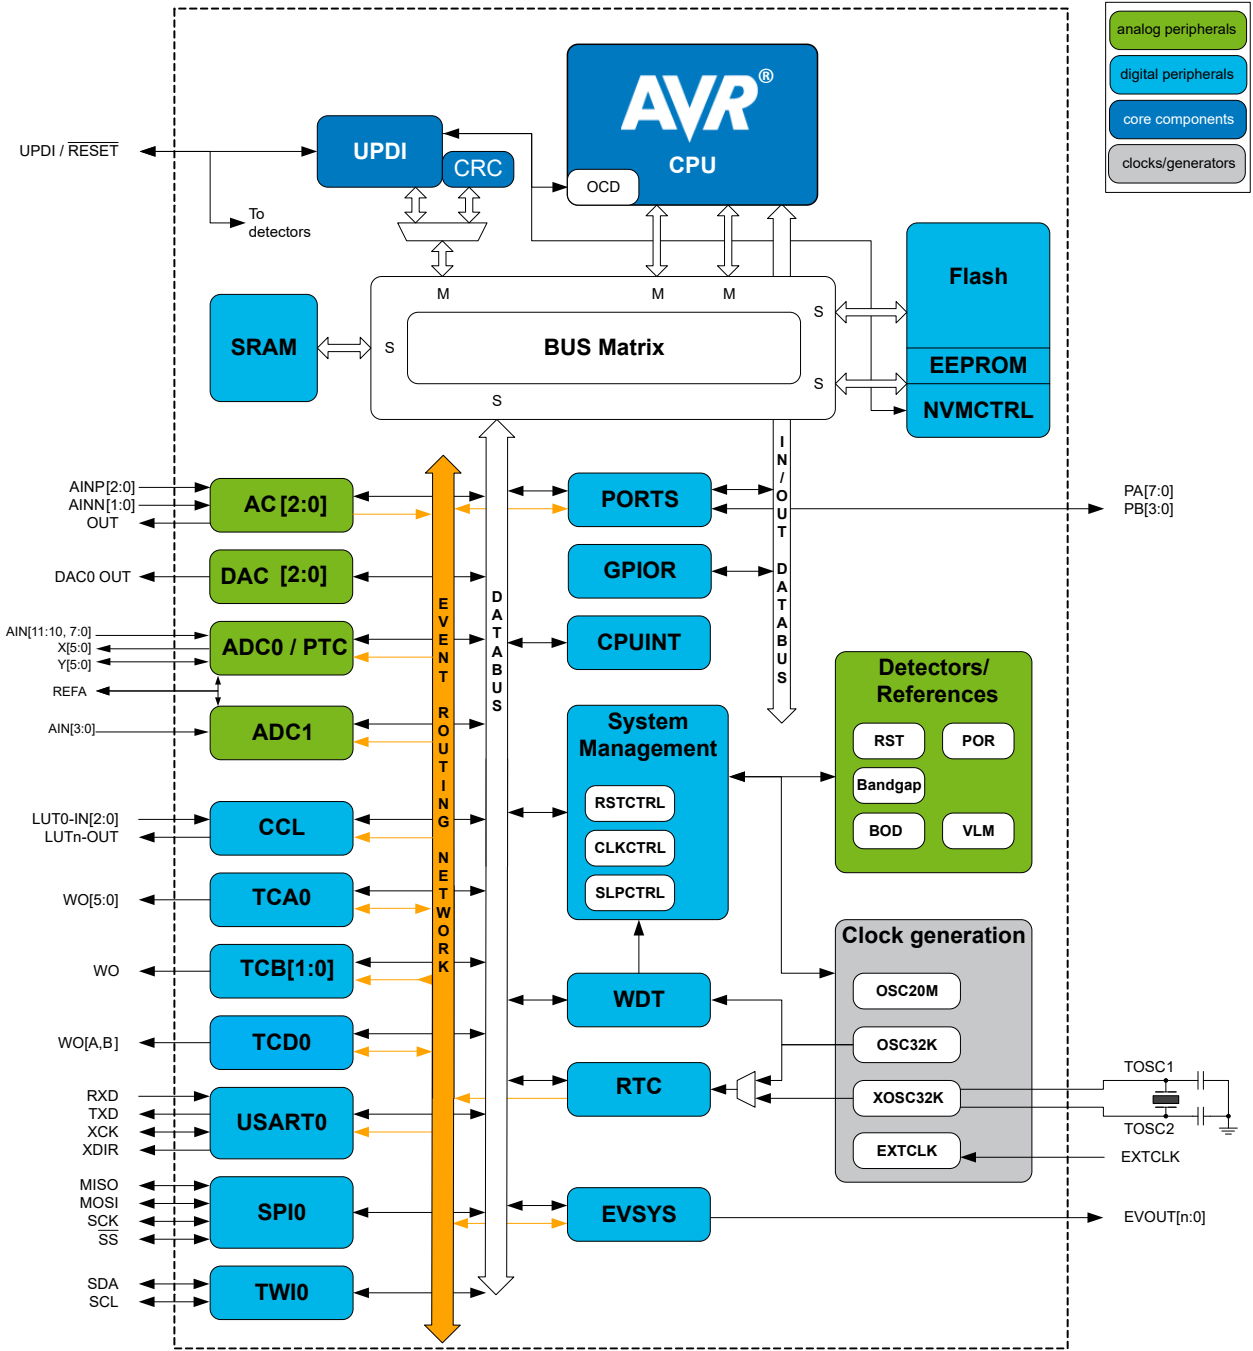 analog peripherals
digital peripherals
core components
clocks/generators
AVR®
CPU
OCD
UPDI
CRC
UPDI / RESET
To
detectors
M
M
M
Flash
EEPROM
NVMCTRL
S
S
S
S
SRAM
BUS Matrix
IN/OUT DATABUS
DATABUS
EVENT ROUTING NETWORK
AINP[2:0]
AINN[1:0]
OUT
AC [2:0]
PORTS
PA[7:0]
PB[3:0]
DAC0 OUT
DAC [2:0]
GPIOR
AIN[11:10, 7:0]
X[5:0]
Y[5:0]
ADC0 / PTC
CPUINT
REFA
AIN[3:0]
ADC1
System
Management
RSTCTRL
CLKCTRL
SLPCTRL
Detectors/
References
RST
POR
Bandgap
BOD
VLM
LUT0-IN[2:0]
LUTn-OUT
CCL
WO[5:0]
TCA0
WO
TCB[1:0]
WDT
Clock generation
OSC20M
OSC32K
XOSC32K
EXTCLK
WO[A,B]
TCD0
RTC
TOSC1
TOSC2
EXTCLK
RXD
TXD
XCK
XDIR
USART0
MISO
MOSI
SCK
SS
SPI0
EVSYS
EVOUT[n:0]
SDA
SCL
TWI0